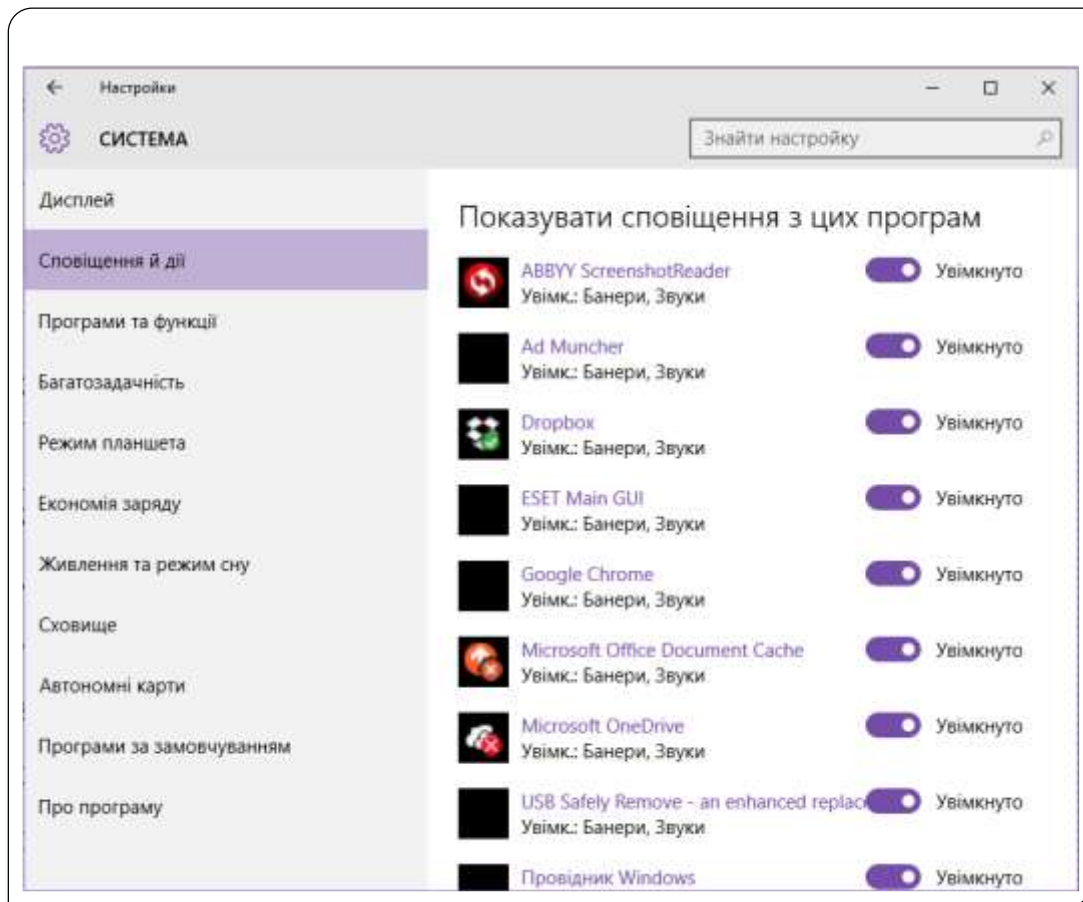 Настройки
СИСТЕМА
Знайти настройку
Дисплей
Сповіщення й дії
Програми та функції
Багатозадачність
Режим планшета
Економія заряду
Живлення та режим сну
Сховище
Автономні карти
Програми за замовчуванням
Про програму
Показувати сповіщення з цих програм
ABBYY ScreenshotReader Увімкнуто
Увімк.: Банери, Звуки
Ad Muncher Увімкнуто
Увімк.: Банери, Звуки
Dropbox Увімкнуто
Увімк.: Банери, Звуки
ESET Main GUI Увімкнуто
Увімк.: Банери, Звуки
Google Chrome Увімкнуто
Увімк.: Банери, Звуки
Microsoft Office Document Cache Увімкнуто
Увімк.: Банери, Звуки
Microsoft OneDrive Увімкнуто
Увімк.: Банери, Звуки
USB Safely Remove - an enhanced replac Увімкнуто
Увімк.: Банери, Звуки
Провідник Windows Увімкнуто